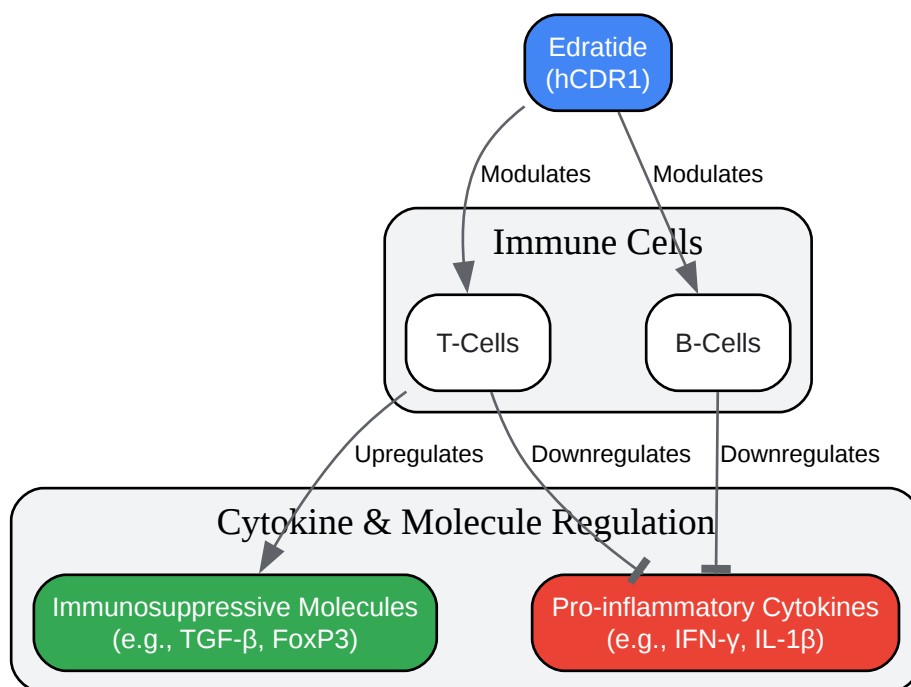 Edratide
(hCDR1)
Modulates
Modulates
Immune Cells
T-Cells
B-Cells
Upregulates
Downregulates
Downregulates
Cytokine & Molecule Regulation
Immunosuppressive Molecules
(e.g., TGF-β, FoxP3)
Pro-inflammatory Cytokines
(e.g., IFN-γ, IL-1β)